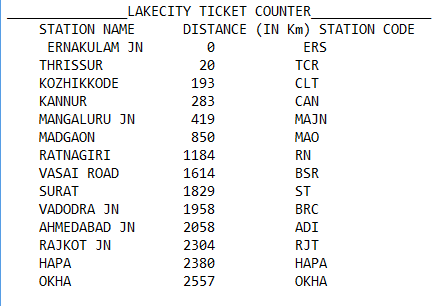 LAKECITY TICKET COUNTER
STATION NAME DISTANCE (IN Km) STATION CODE
ERNAKULAM JN 0 ERS
THRISSUR 20 TCR
KOZHIKKODE 193 CLT
KANNUR 283 CAN
MANGALURU JN 419 MAJN
MADGAON 850 MAO
RATNAGIRI 1184 RN
VASAI ROAD 1614 BSR
SURAT 1829 ST
VADODRA JN 1958 BRC
AHMEDABAD JN 2058 ADI
RAJKOT JN 2304 RJT
HAPA 2380 HAPA
OKHA 2557 OKHA